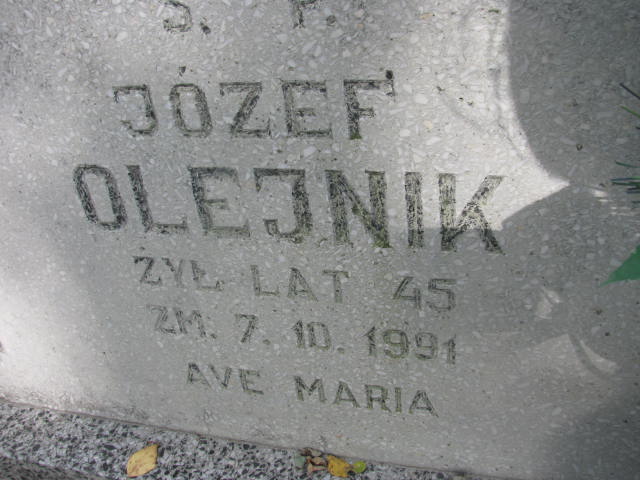 Ś. P.
JÓZEF
OLEJNIK
ŻYŁ LAT 45
ZM. 7. 10. 1991
AVE MARIA